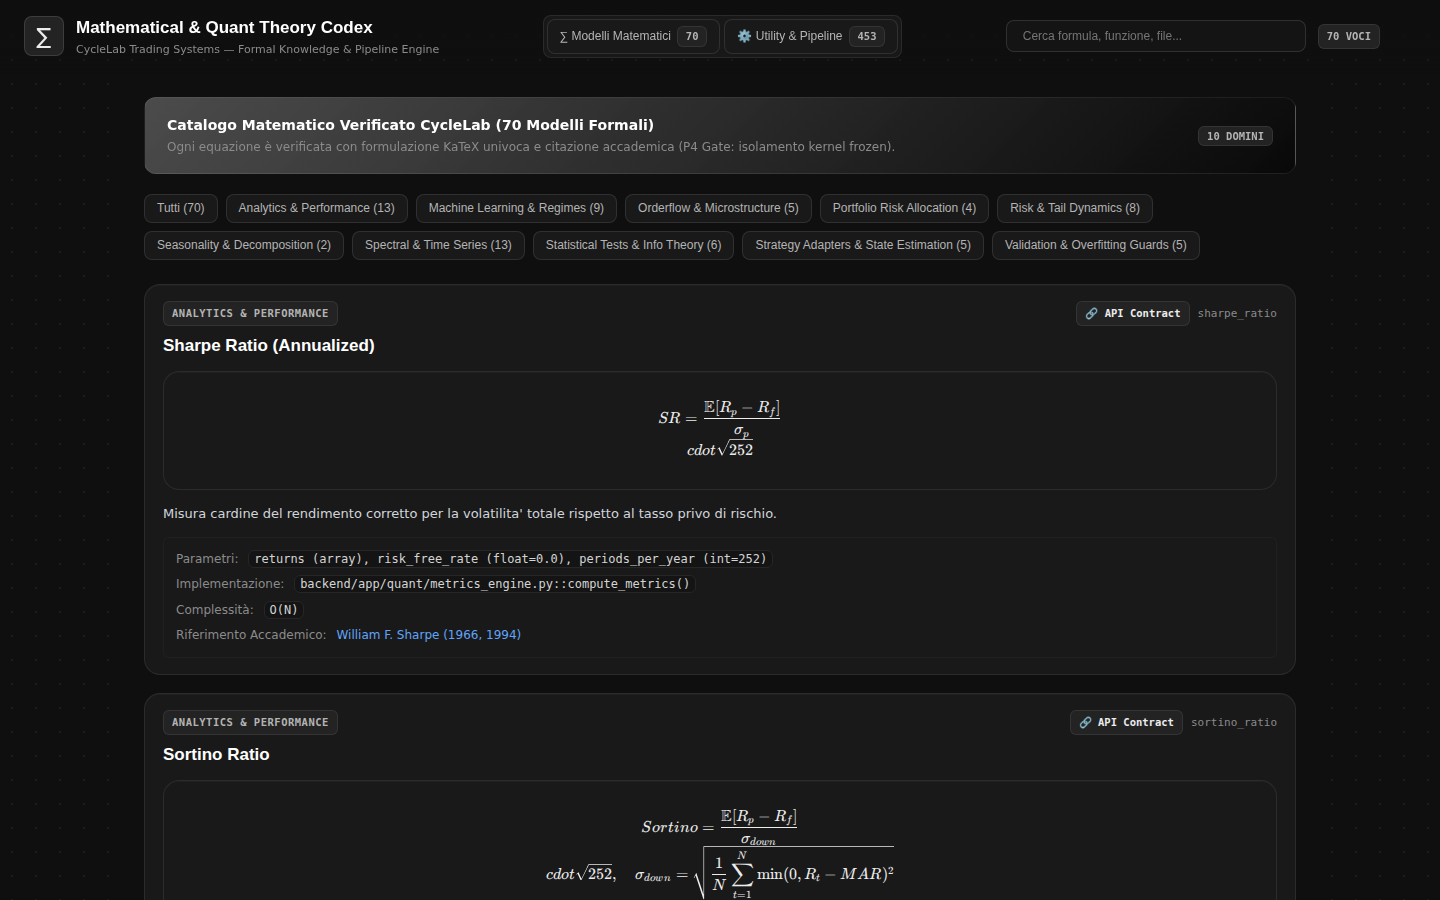 ∑
Mathematical & Quant Theory Codex
CycleLab Trading Systems — Formal Knowledge & Pipeline Engine
∑ Modelli Matematici 70
⚙️ Utility & Pipeline 453
Cerca formula, funzione, file...
70 VOCI
Catalogo Matematico Verificato CycleLab (70 Modelli Formali)
Ogni equazione è verificata con formulazione KaTeX univoca e citazione accademica (P4 Gate: isolamento kernel frozen).
10 DOMINI
Tutti (70)
Analytics & Performance (13)
Machine Learning & Regimes (9)
Orderflow & Microstructure (5)
Portfolio Risk Allocation (4)
Risk & Tail Dynamics (8)
Seasonality & Decomposition (2)
Spectral & Time Series (13)
Statistical Tests & Info Theory (6)
Strategy Adapters & State Estimation (5)
Validation & Overfitting Guards (5)
ANALYTICS & PERFORMANCE
🔗 API Contract sharpe_ratio
Sharpe Ratio (Annualized)
SR = 𝔼[R_p − R_f] / σ_p
cdot√252
Misura cardine del rendimento corretto per la volatilita' totale rispetto al tasso privo di rischio.
Parametri: returns (array), risk_free_rate (float=0.0), periods_per_year (int=252)
Implementazione: backend/app/quant/metrics_engine.py::compute_metrics()
Complessità: O(N)
Riferimento Accademico: William F. Sharpe (1966, 1994)
ANALYTICS & PERFORMANCE
🔗 API Contract sortino_ratio
Sortino Ratio
Sortino = 𝔼[R_p − R_f] / σ_down
cdot√252, σ_down = √(1/N ∑_{t=1}^{N} min(0, R_t − MAR)²)